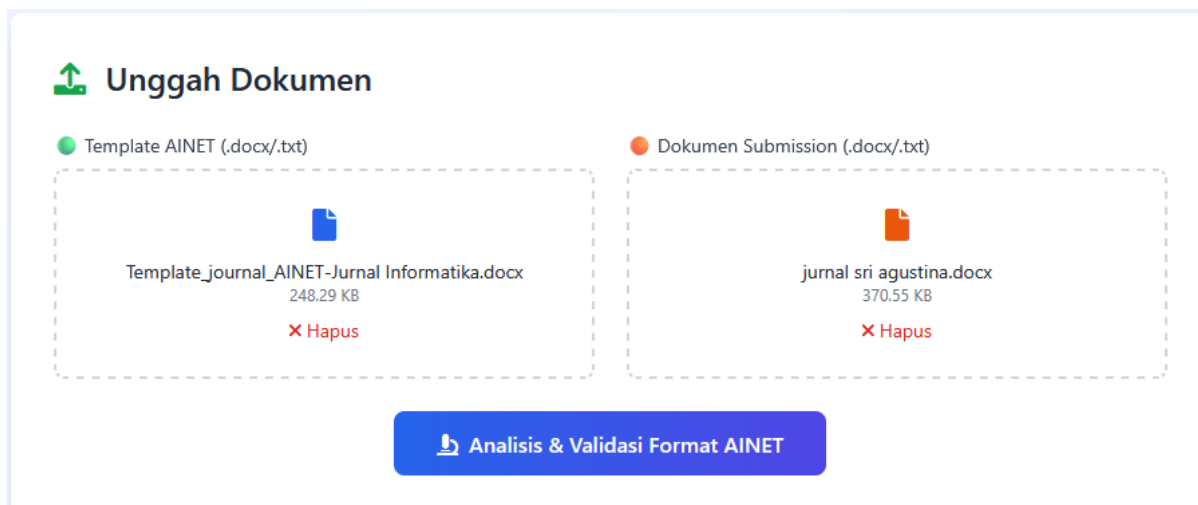 Unggah Dokumen
Template AINET (.docx/.txt)
Dokumen Submission (.docx/.txt)
Template_journal_AINET-Jurnal Informatika.docx
248.29 KB
Hapus
jurnal sri agustina.docx
370.55 KB
Hapus
Analisis & Validasi Format AINET